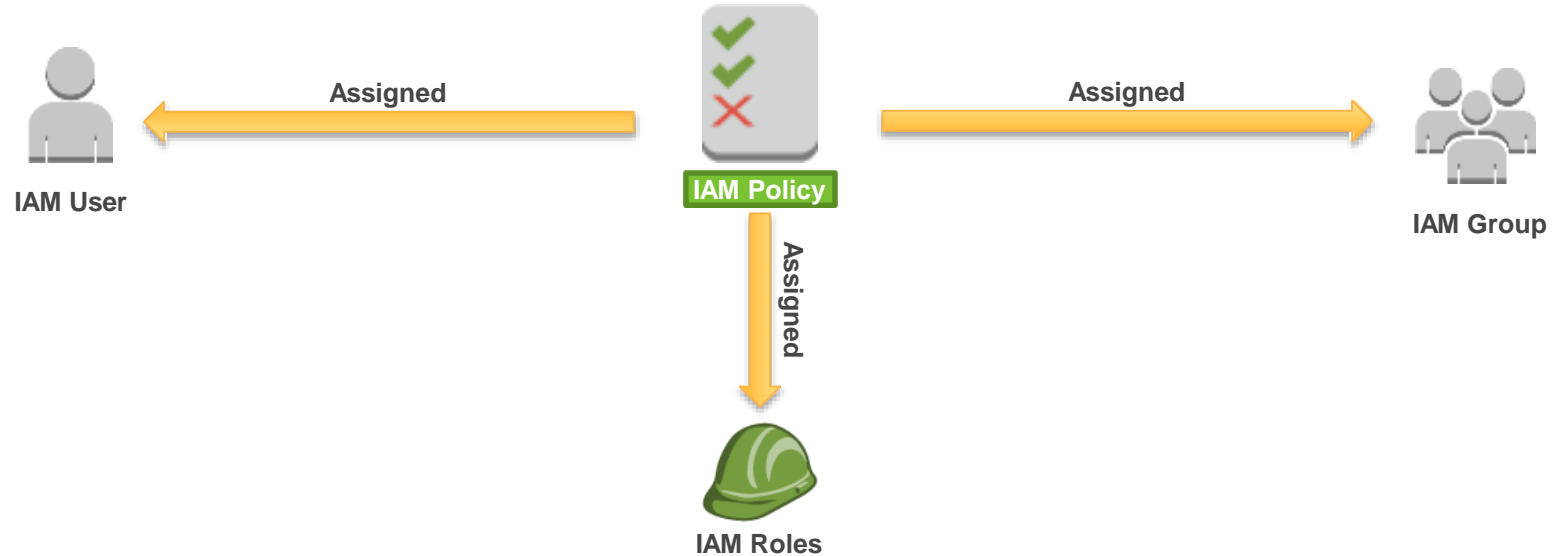 Assigned
Assigned
IAM User
IAM Policy
IAM Group
Assigned
IAM Roles